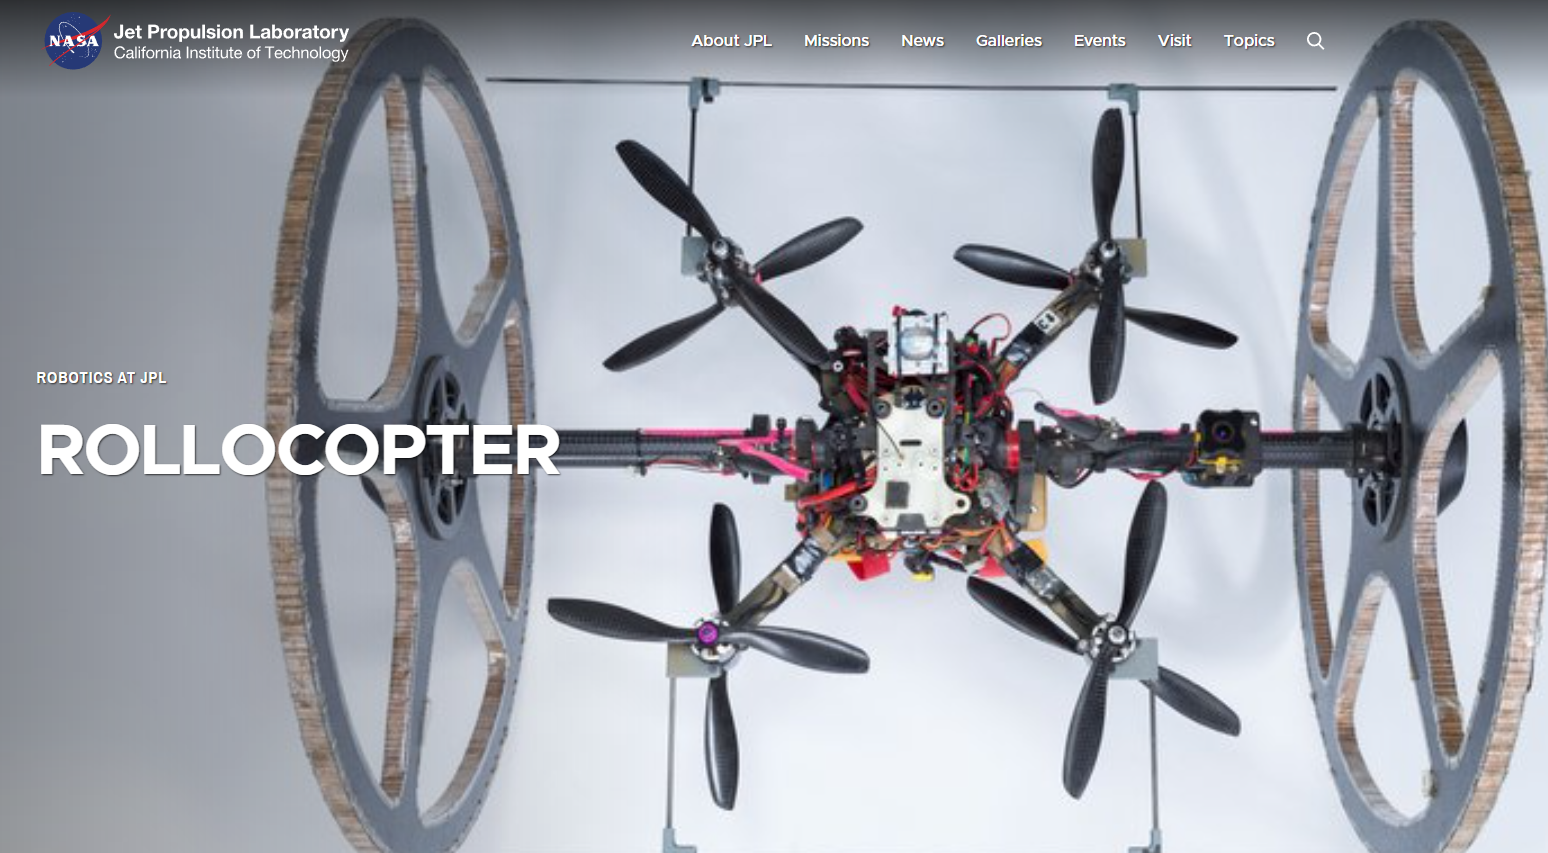 NASA
Jet Propulsion Laboratory
California Institute of Technology
About JPL
Missions
News
Galleries
Events
Visit
Topics
ROBOTICS AT JPL
ROLLOCOPTER